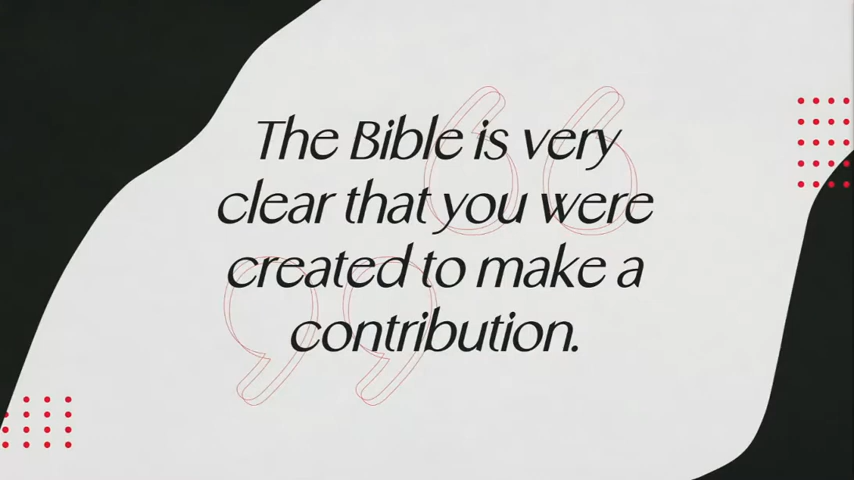 The Bible is very
clear that you were
created to make a
contribution.